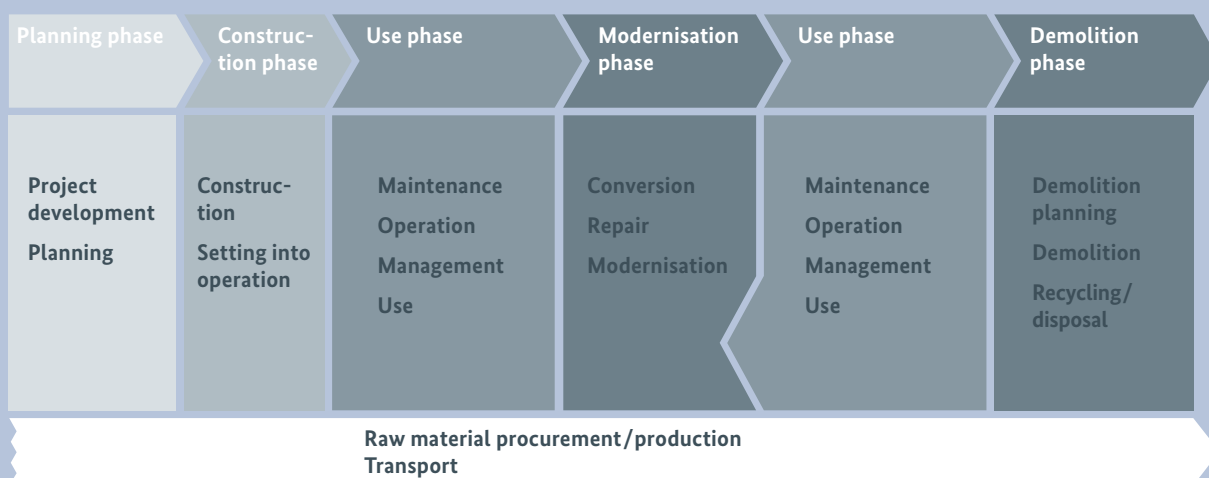 Planning phase
Construc-
tion phase
Use phase
Modernisation
phase
Use phase
Demolition
phase
Project
development
Planning
Construc-
tion
Setting into
operation
Maintenance
Operation
Management
Use
Conversion
Repair
Modernisation
Maintenance
Operation
Management
Use
Demolition
planning
Demolition
Recycling/
disposal
Raw material procurement/production
Transport